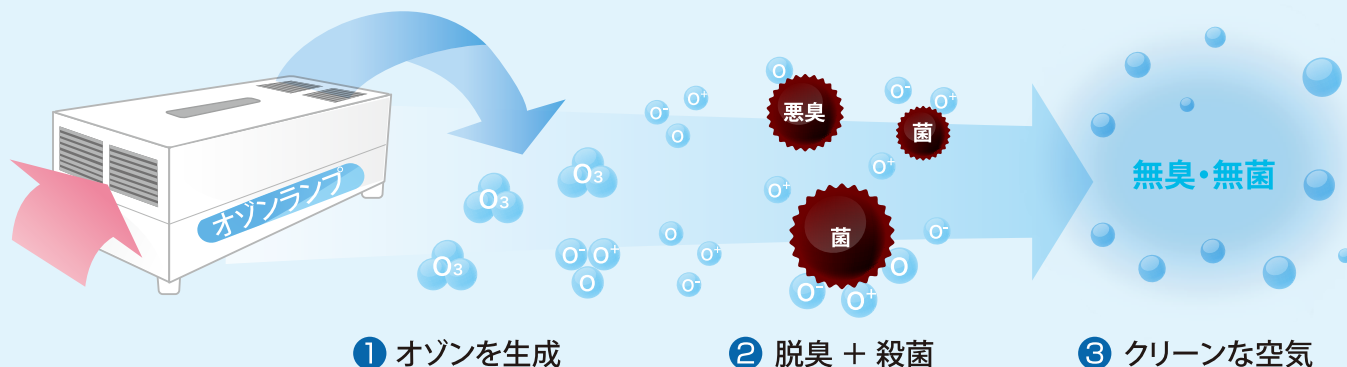 オゾンランプ
O₃
O₃
O₃
O⁻ O⁺
O
O⁻
O⁺
O
O
O⁺
O⁻
O
悪臭
O⁻
O⁺
菌
O⁺
O⁺
菌
O⁻
O
O⁻
O⁺
無臭・無菌
❶ オゾンを生成
❷ 脱臭 + 殺菌
❸ クリーンな空気